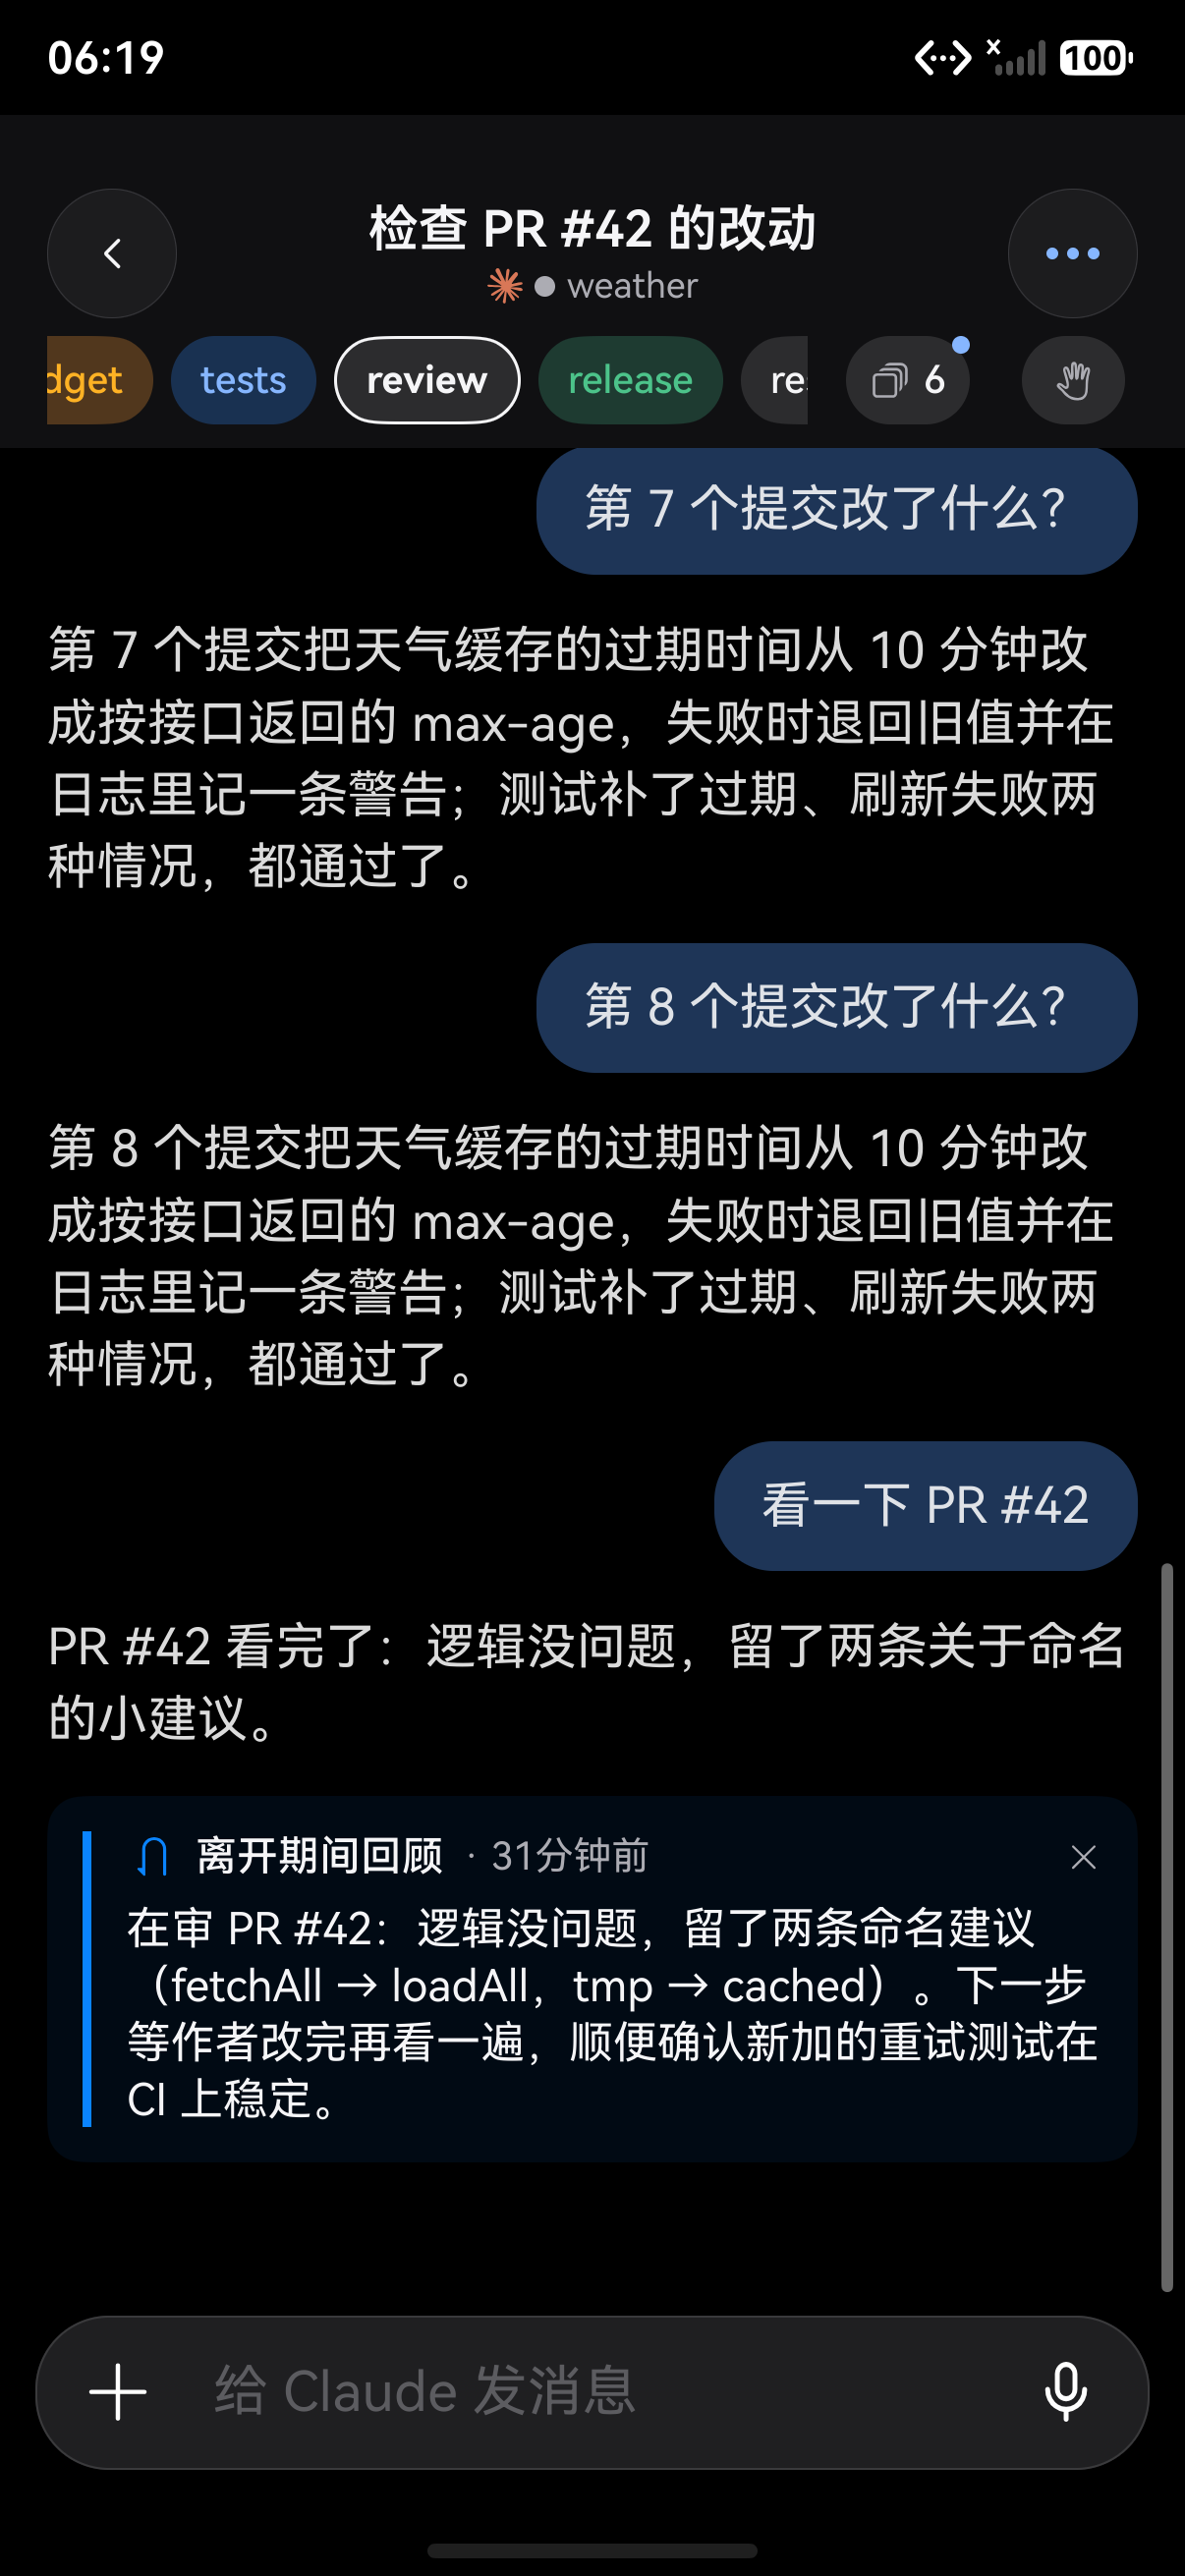 06:19
100
检查 PR #42 的改动
weather
dget
tests
review
release
res
6
第 7 个提交改了什么？
第 7 个提交把天气缓存的过期时间从 10 分钟改
成按接口返回的 max-age，失败时退回旧值并在
日志里记一条警告；测试补了过期、刷新失败两
种情况，都通过了。
第 8 个提交改了什么？
第 8 个提交把天气缓存的过期时间从 10 分钟改
成按接口返回的 max-age，失败时退回旧值并在
日志里记一条警告；测试补了过期、刷新失败两
种情况，都通过了。
看一下 PR #42
PR #42 看完了：逻辑没问题，留了两条关于命名
的小建议。
离开期间回顾 · 31分钟前
在审 PR #42：逻辑没问题，留了两条命名建议
（fetchAll → loadAll，tmp → cached）。下一步
等作者改完再看一遍，顺便确认新加的重试测试在
CI 上稳定。
给 Claude 发消息